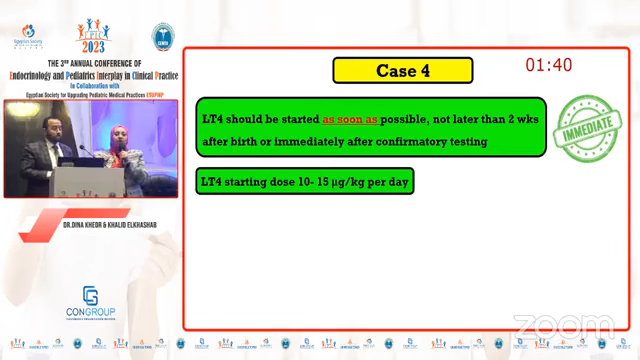 EPIC
2023
THE 3RD ANNUAL CONFERENCE OF
Endocrinology and Pediatrics Interplay in Clinical Practice
In Collaboration with
Egyptian Society for Upgrading Pediatric Medical Practices ESUPMP
DR.DINA KHEDR & KHALID ELKHASHAB
CONGROUP
Case 4
01:40
LT4 should be started as soon as possible, not later than 2 wks
after birth or immediately after confirmatory testing
IMMEDIATE
LT4 starting dose 10- 15 µg/kg per day
zoom